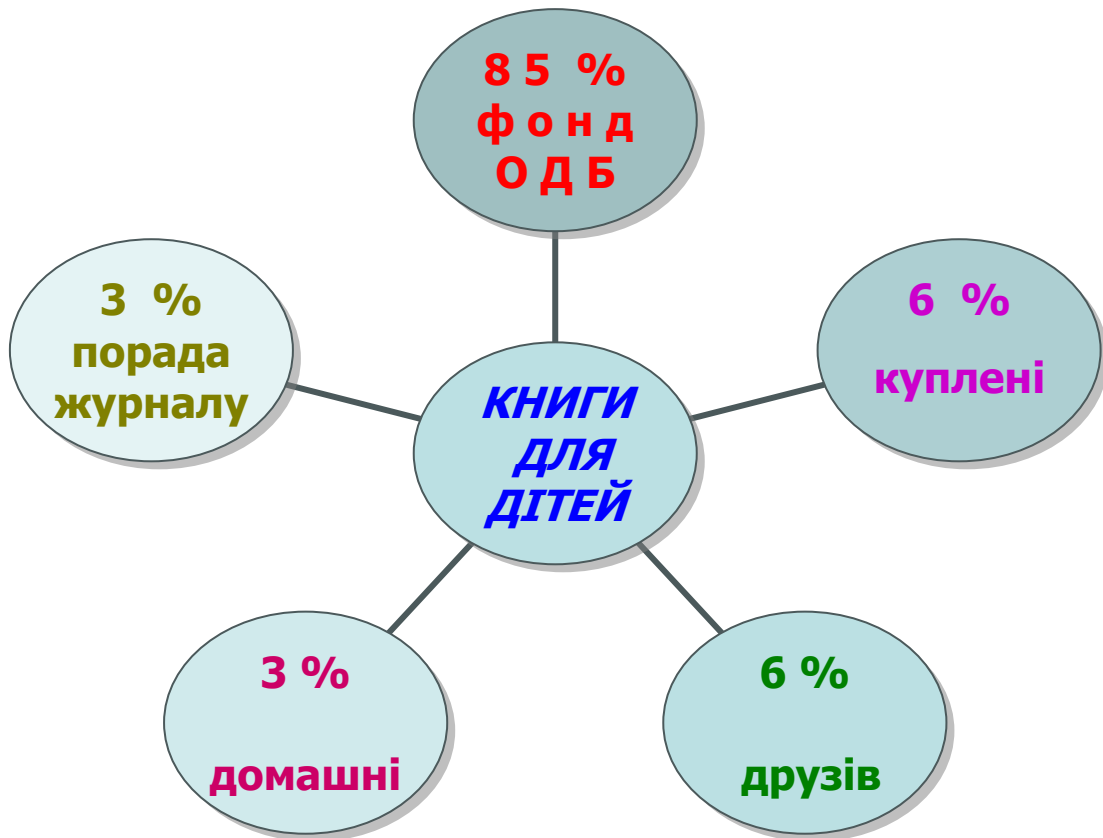 8 5 %
ф о н д
О Д Б
3 %
порада
журналу
6 %
куплені
КНИГИ
ДЛЯ
ДІТЕЙ
3 %
домашні
6 %
друзів